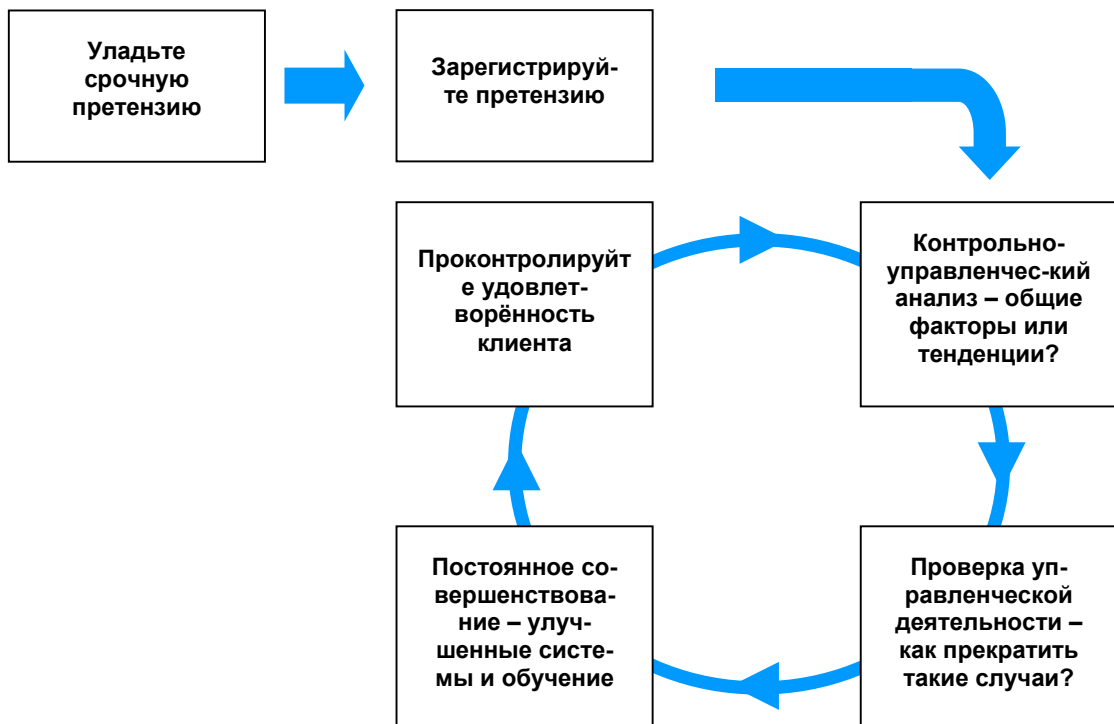 Уладьте
срочную
претензию
Зарегистрируй-
те претензию
Проконтролируйт
е удовлет-
ворённость
клиента
Контрольно-
управленчес-кий
анализ – общие
факторы или
тенденции?
Постоянное со-
вершенствова-
ние – улуч-
шенные систе-
мы и обучение
Проверка уп-
равленческой
деятельности –
как прекратить
такие случаи?